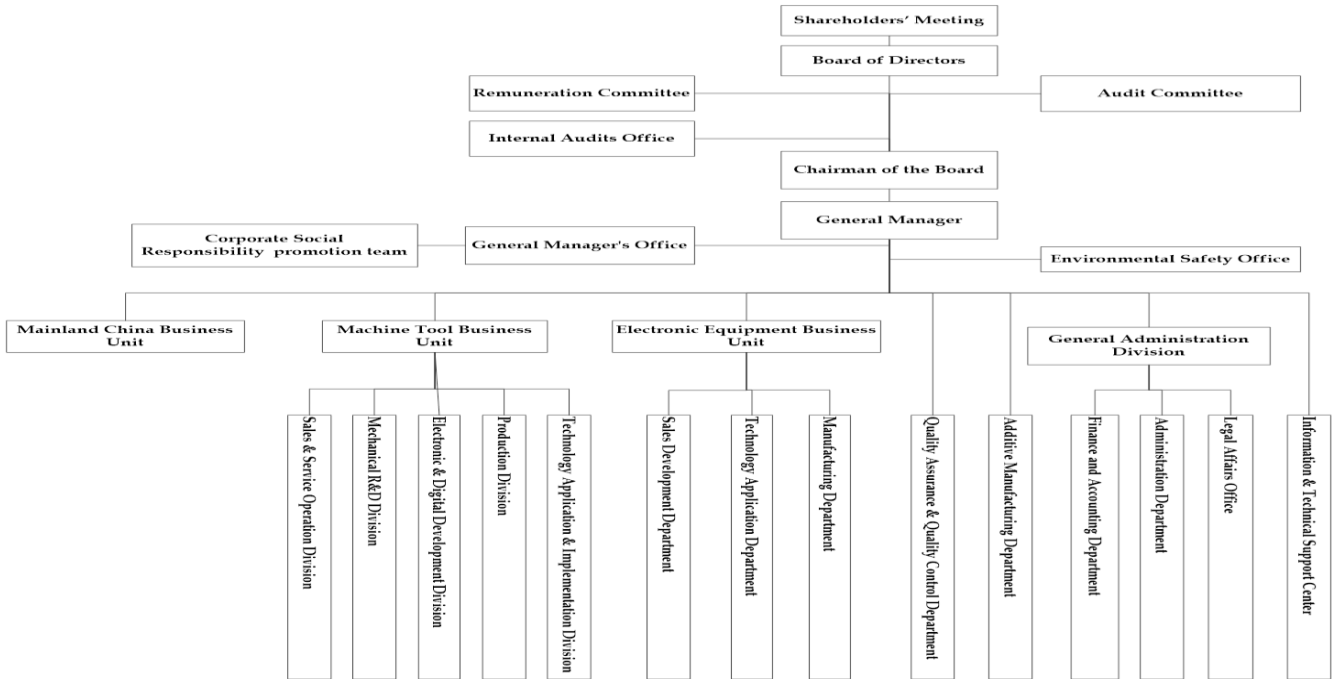 Shareholders' Meeting
Board of Directors
Remuneration Committee
Audit Committee
Internal Audits Office
Chairman of the Board
General Manager
Corporate Social
Responsibility promotion team
General Manager's Office
Environmental Safety Office
Mainland China Business
Unit
Machine Tool Business
Unit
Electronic Equipment Business
Unit
General Administration
Division
Sales & Service Operation Division
Mechanical R&D Division
Electronic & Digital Development Division
Production Division
Technology Application & Implementation Division
Sales Development Department
Technology Application Department
Manufacturing Department
Quality Assurance & Quality Control Department
Additive Manufacturing Department
Finance and Accounting Department
Administration Department
Legal Affairs Office
Information & Technical Support Center